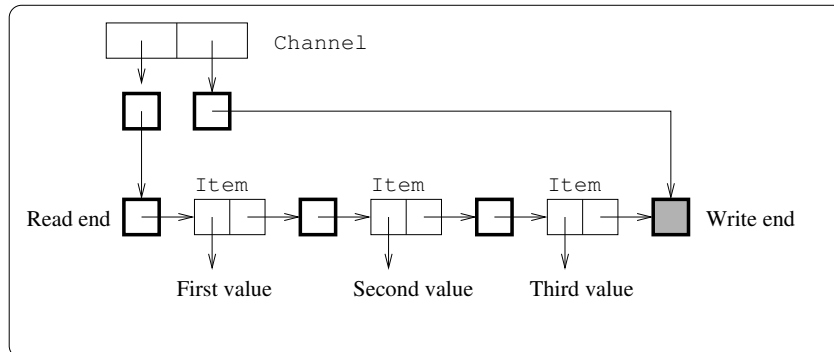 Channel
Item Item Item
Read end Write end
First value Second value Third value